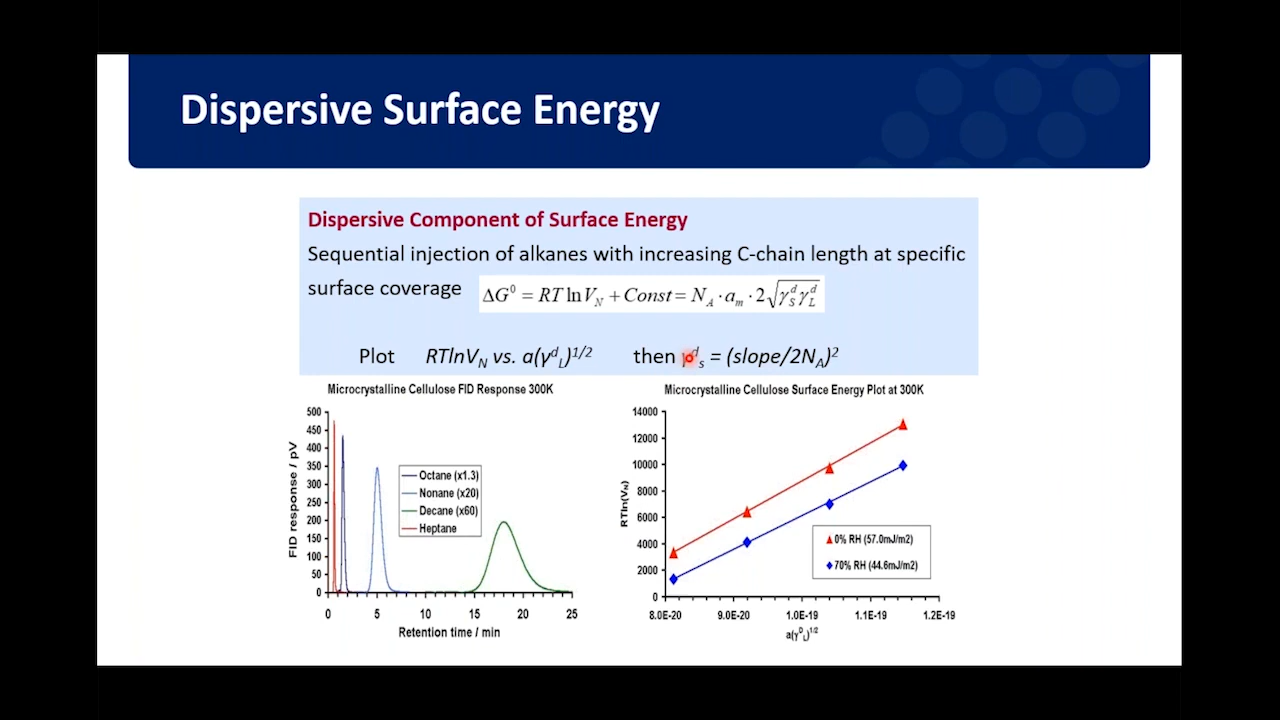 Dispersive Surface Energy
Dispersive Component of Surface Energy
Sequential injection of alkanes with increasing C-chain length at specific
surface coverage ΔG⁰ = RT ln V_N + Const = N_A · a_m · 2√(γ_S^d γ_L^d)
Plot RTlnV_N vs. a(γ^d_L)^1/2 then γ^d_s = (slope/2N_A)^2
Microcrystalline Cellulose FID Response 300K
FID response / pV
500
450
400
350
300
250
200
150
100
50
0
Octane (x1.3)
Nonane (x20)
Decane (x60)
Heptane
0 5 10 15 20 25
Retention time / min
Microcrystalline Cellulose Surface Energy Plot at 300K
RTln(V_N)
14000
12000
10000
8000
6000
4000
2000
0
0% RH (57.0mJ/m2)
70% RH (44.6mJ/m2)
8.0E-20 9.0E-20 1.0E-19 1.1E-19 1.2E-19
a(γ^D_L)^1/2